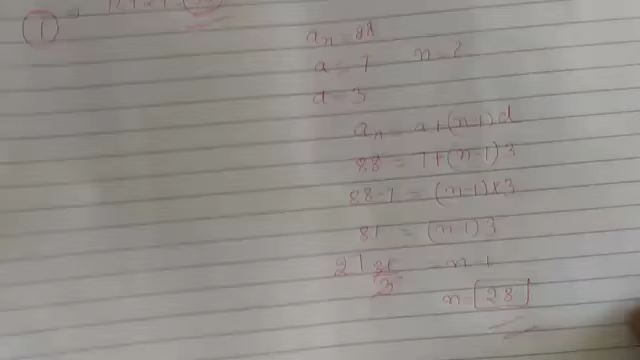 1
aₙ = 88
a = 7 n = ?
d = 3
aₙ = a+(n-1)d
88 = 7+(n-1)3
88-7 = (n-1)×3
81 = (n-1)3
81/3 = n-1
n = 28